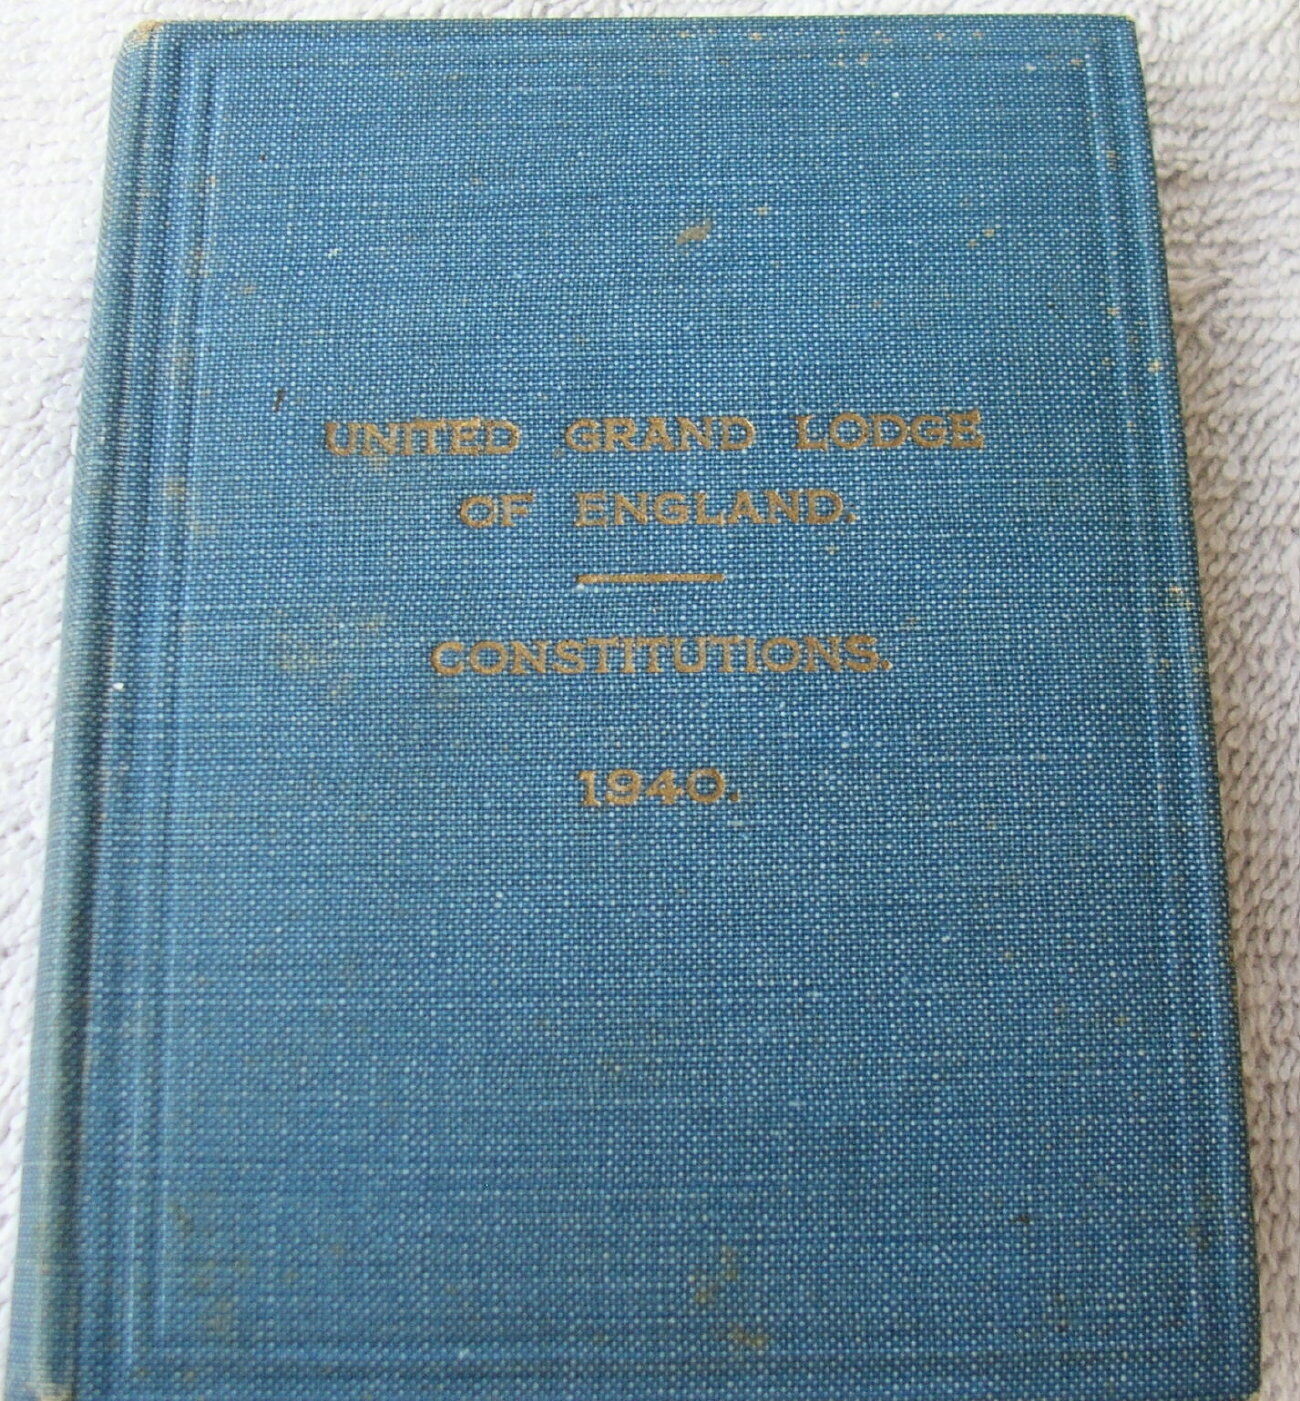 UNITED GRAND LODGE
OF ENGLAND.
CONSTITUTIONS.
1940.